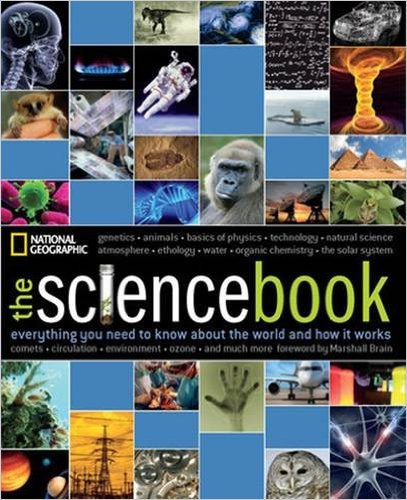 NATIONAL
GEOGRAPHIC
genetics • animals • basics of physics • technology • natural science
atmosphere • ethology • water • organic chemistry • the solar system
the sciencebook
everything you need to know about the world and how it works
comets • circulation • environment • ozone • and much more foreword by Marshall Brain